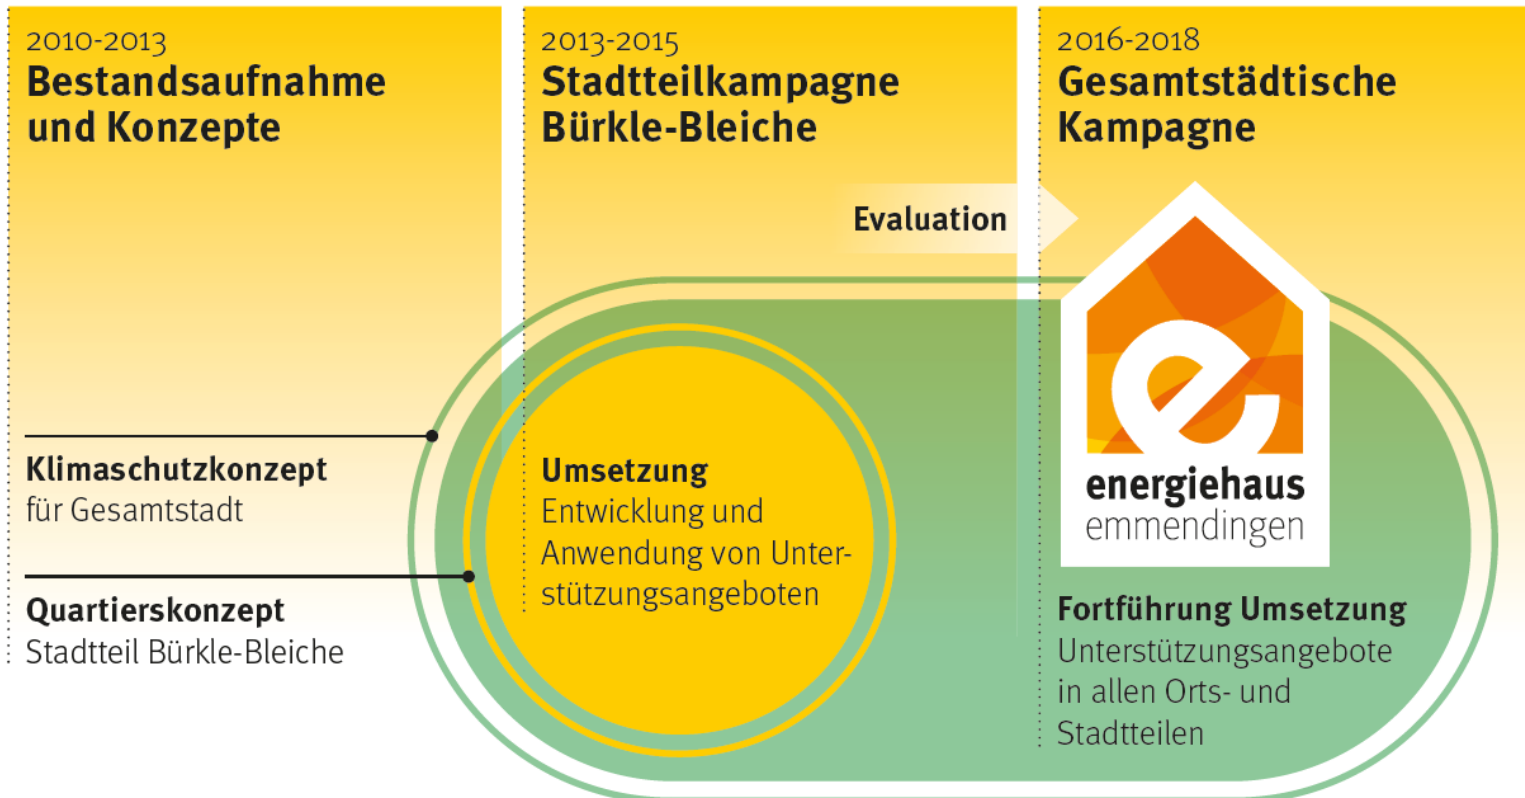 2010-2013
Bestandsaufnahme
und Konzepte
Klimaschutzkonzept
für Gesamtstadt
Quartierskonzept
Stadtteil Bürkle-Bleiche
2013-2015
Stadtteilkampagne
Bürkle-Bleiche
Evaluation
Umsetzung
Entwicklung und
Anwendung von Unter-
stützungsangeboten
2016-2018
Gesamtstädtische
Kampagne
e
energiehaus
emmendingen
Fortführung Umsetzung
Unterstützungsangebote
in allen Orts- und
Stadtteilen